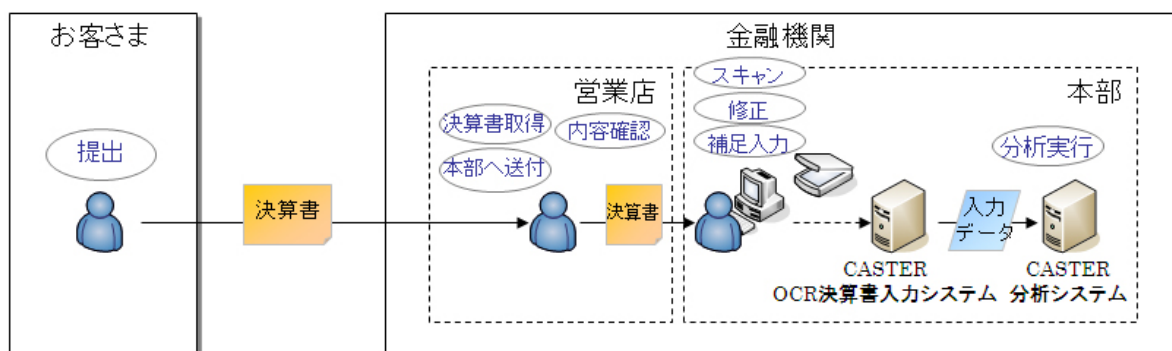 お客さま
金融機関
営業店
本部
提出
決算書取得
内容確認
本部へ送付
スキャン
修正
補足入力
分析実行
決算書
決算書
入力
データ
CASTER
OCR決算書入力システム
CASTER
分析システム